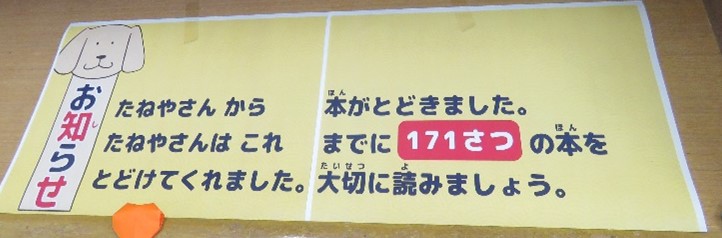 お知らせ
たねやさん から 本がとどきました。
たねやさんは これ までに 171さつ の本を
とどけてくれました。大切に読みましょう。